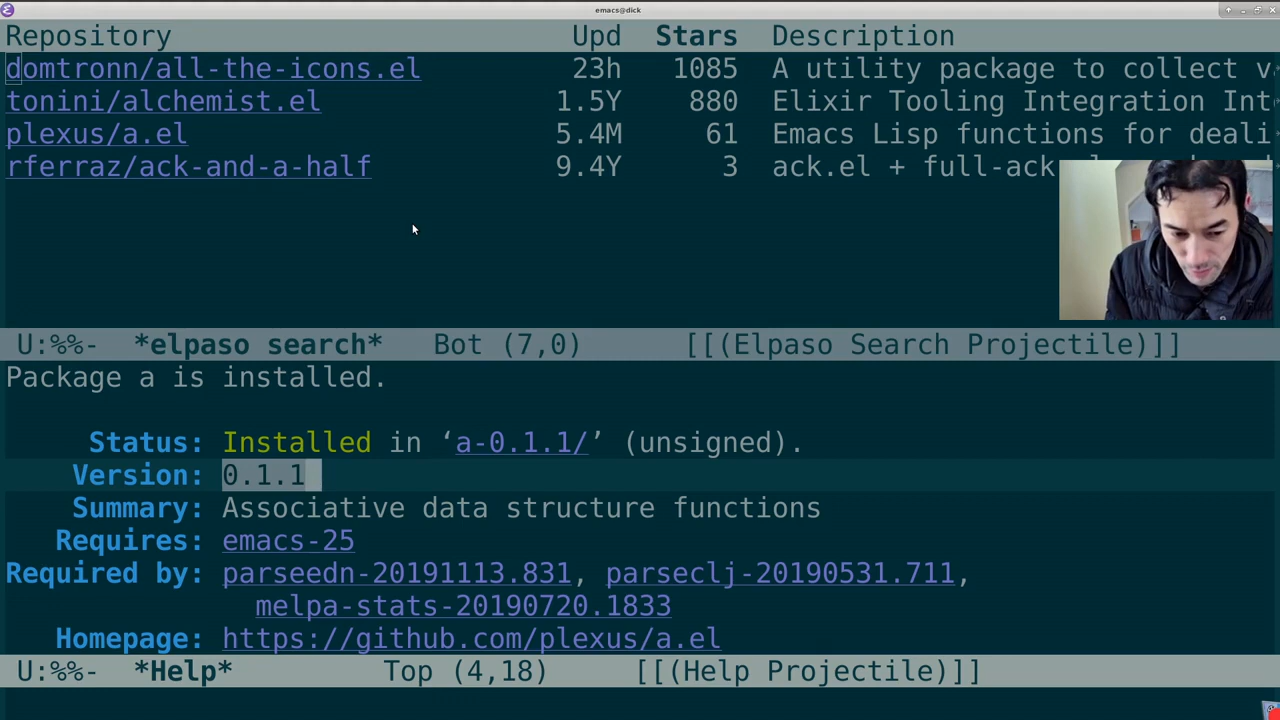 emacs@dick
Repository Upd Stars Description
domtronn/all-the-icons.el 23h 1085 A utility package to collect v
tonini/alchemist.el 1.5Y 880 Elixir Tooling Integration Int
plexus/a.el 5.4M 61 Emacs Lisp functions for deali
rferraz/ack-and-a-half 9.4Y 3 ack.el + full-ack
U:%%- *elpaso search* Bot (7,0) [[(Elpaso Search Projectile)]]
Package a is installed.
Status: Installed in ‘a-0.1.1/’ (unsigned).
Version: 0.1.1
Summary: Associative data structure functions
Requires: emacs-25
Required by: parseedn-20191113.831, parseclj-20190531.711,
melpa-stats-20190720.1833
Homepage: https://github.com/plexus/a.el
U:%%- *Help* Top (4,18) [[(Help Projectile)]]